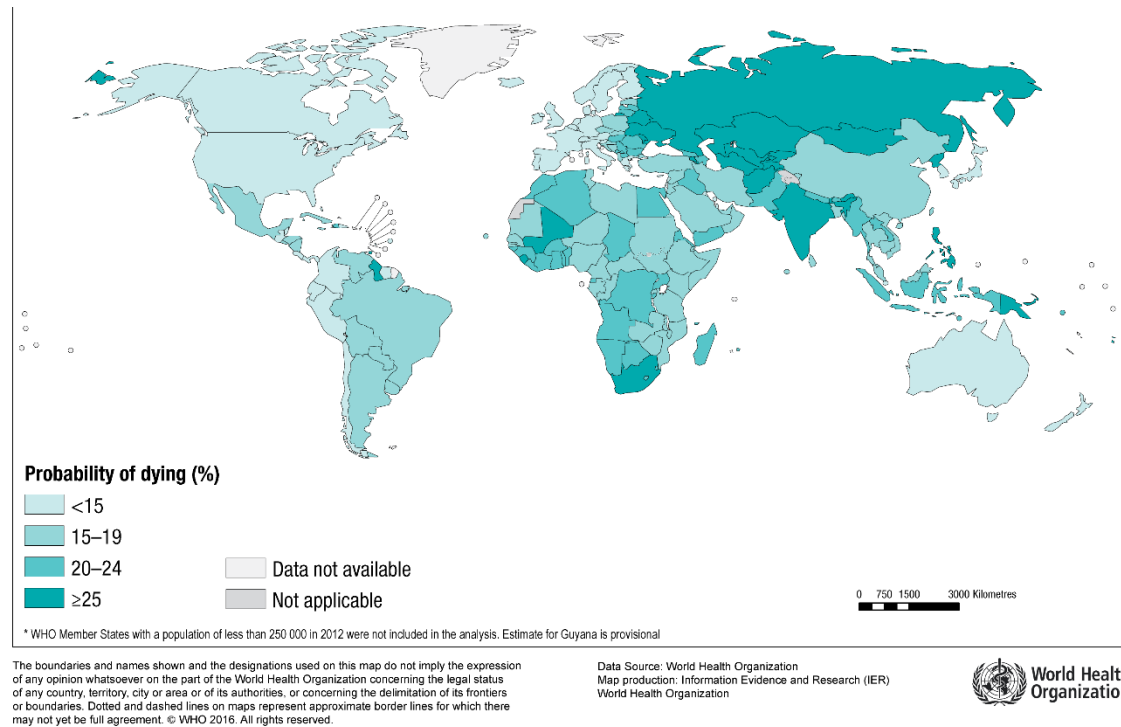 Probability of dying (%)
<15
15–19
20–24
≥25
Data not available
Not applicable
0 750 1500 3000 Kilometres
* WHO Member States with a population of less than 250 000 in 2012 were not included in the analysis. Estimate for Guyana is provisional
The boundaries and names shown and the designations used on this map do not imply the expression
of any opinion whatsoever on the part of the World Health Organization concerning the legal status
of any country, territory, city or area or of its authorities, or concerning the delimitation of its frontiers
or boundaries. Dotted and dashed lines on maps represent approximate border lines for which there
may not yet be full agreement. © WHO 2016. All rights reserved.
Data Source: World Health Organization
Map production: Information Evidence and Research (IER)
World Health Organization
World Healt
Organizatio